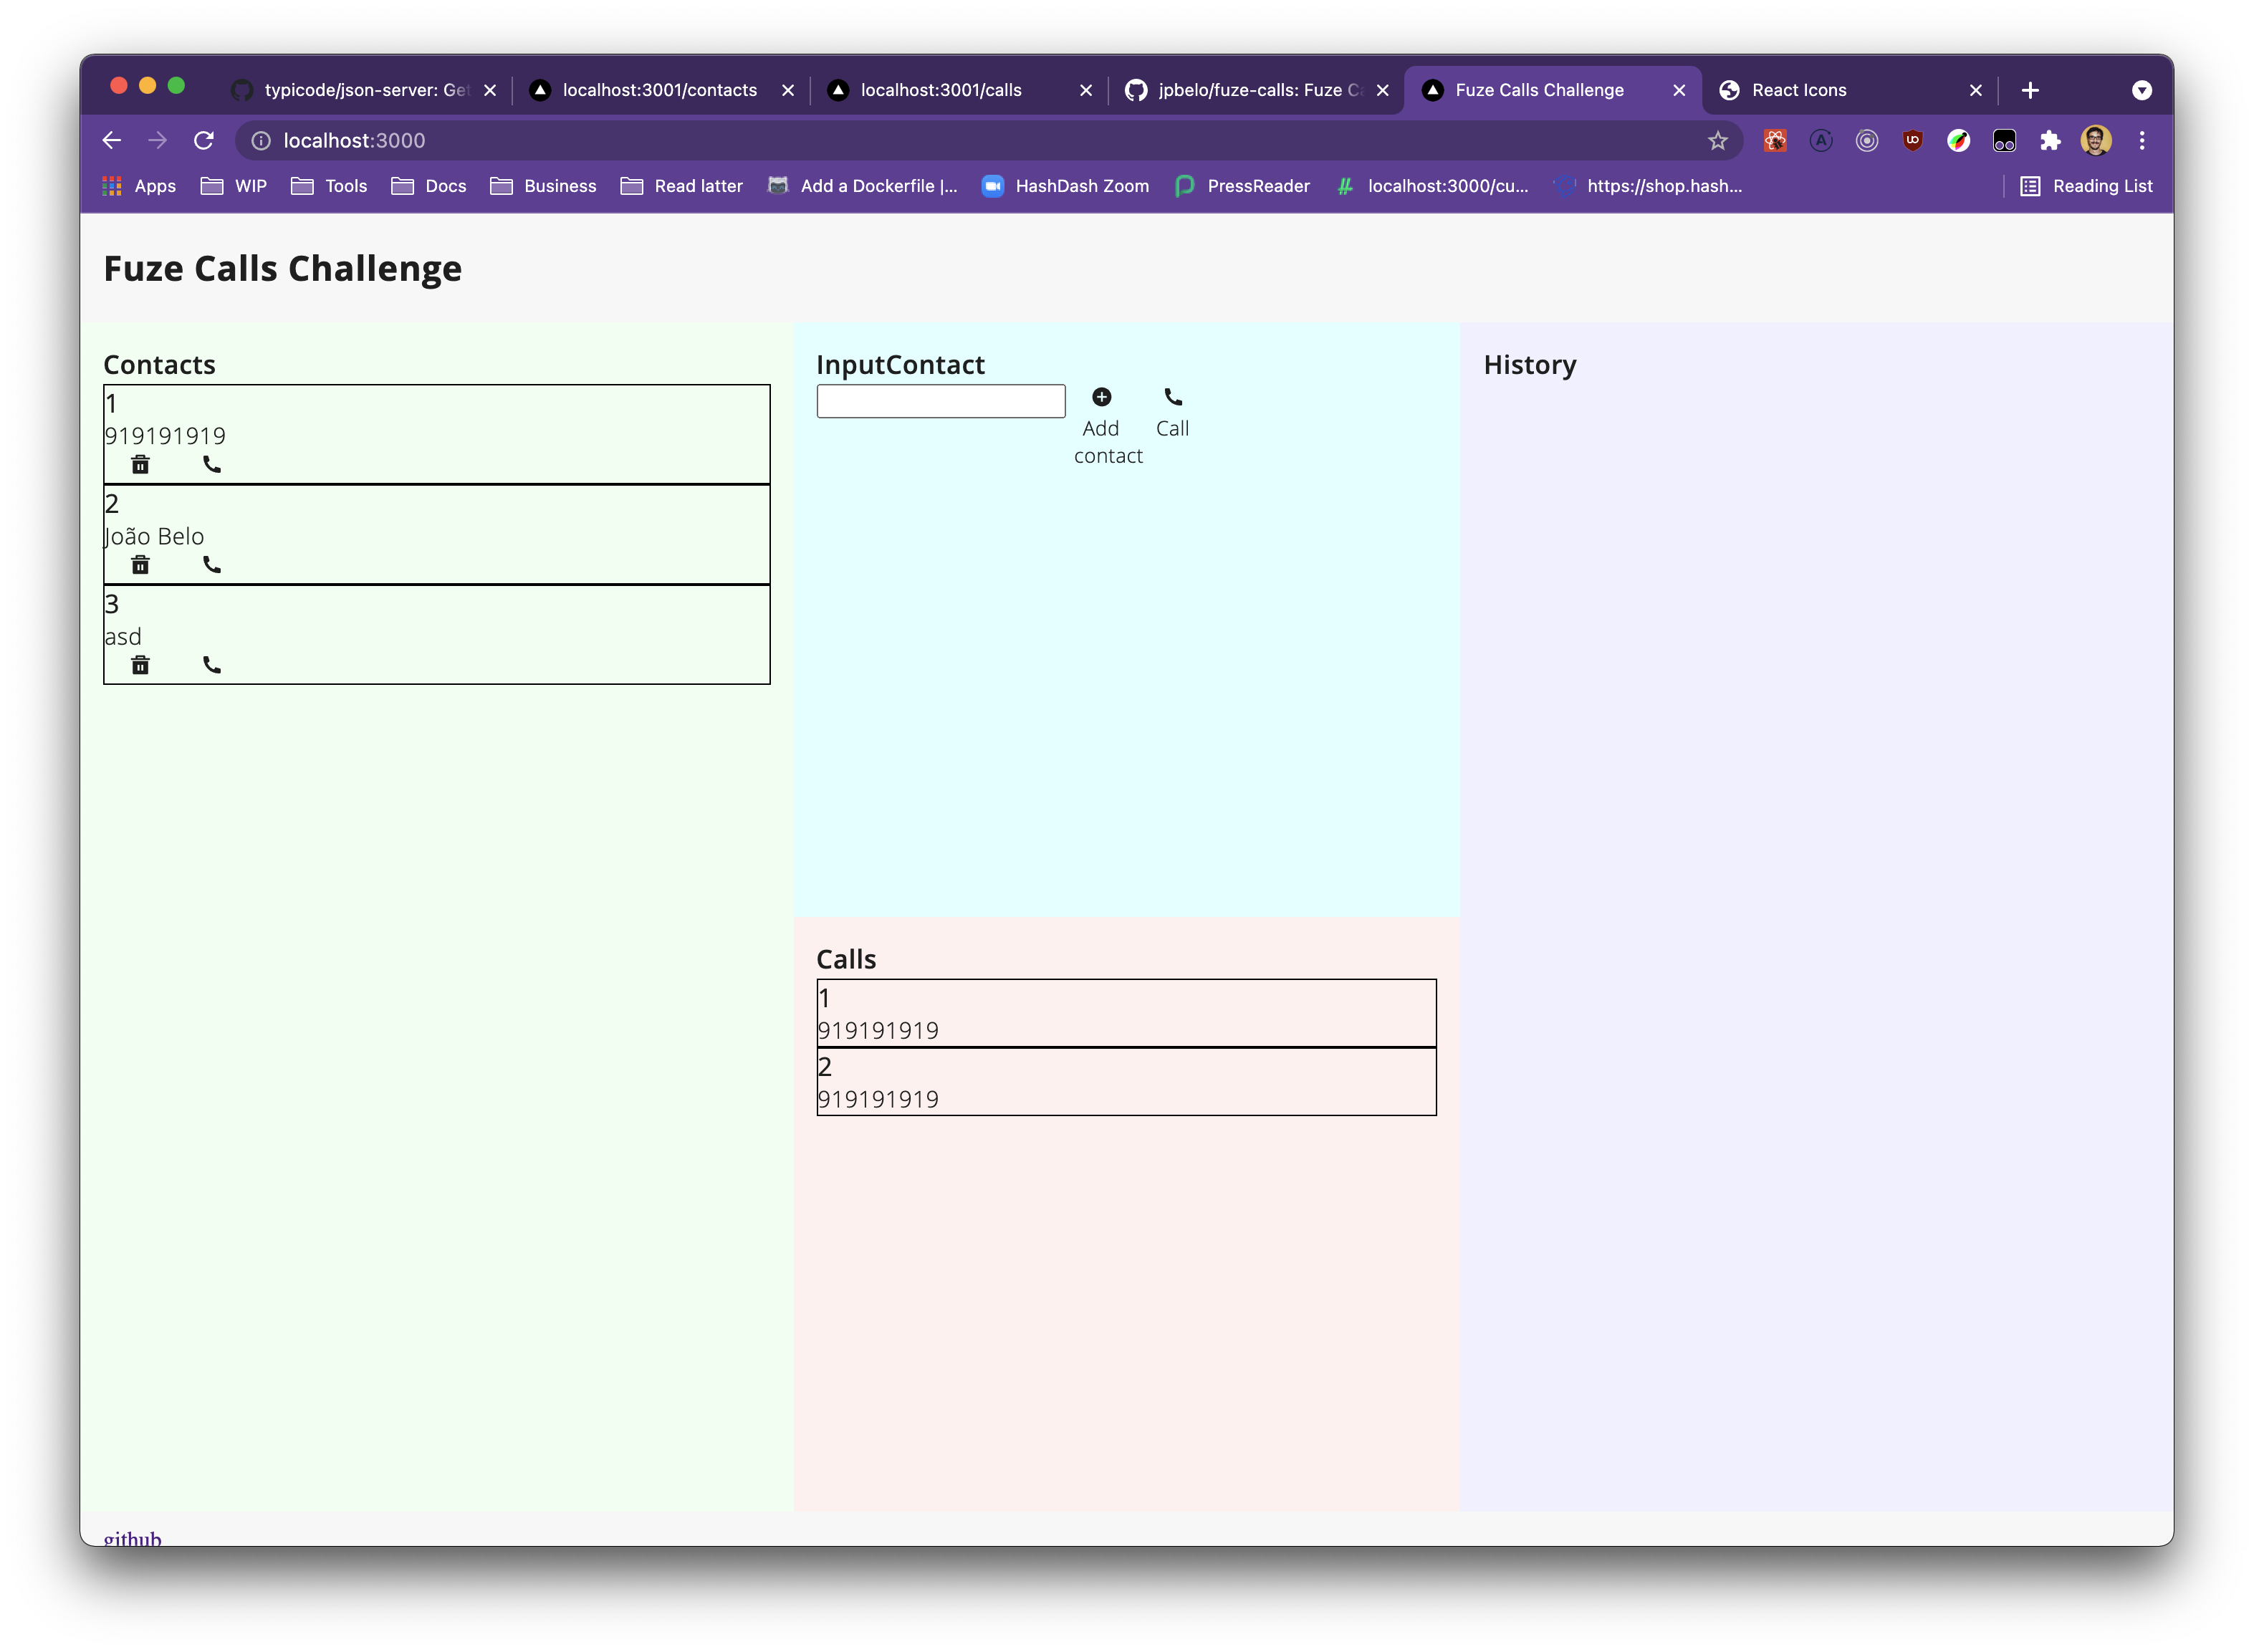 typicode/json-server: Get
localhost:3001/contacts
localhost:3001/calls
jpbelo/fuze-calls: Fuze Ca
Fuze Calls Challenge
React Icons
localhost:3000
Apps
WIP
Tools
Docs
Business
Read latter
Add a Dockerfile |...
HashDash Zoom
PressReader
localhost:3000/cu...
https://shop.hash...
Reading List
Fuze Calls Challenge
Contacts
1
919191919
2
João Belo
3
asd
InputContact
Add
contact
Call
Calls
1
919191919
2
919191919
History
github